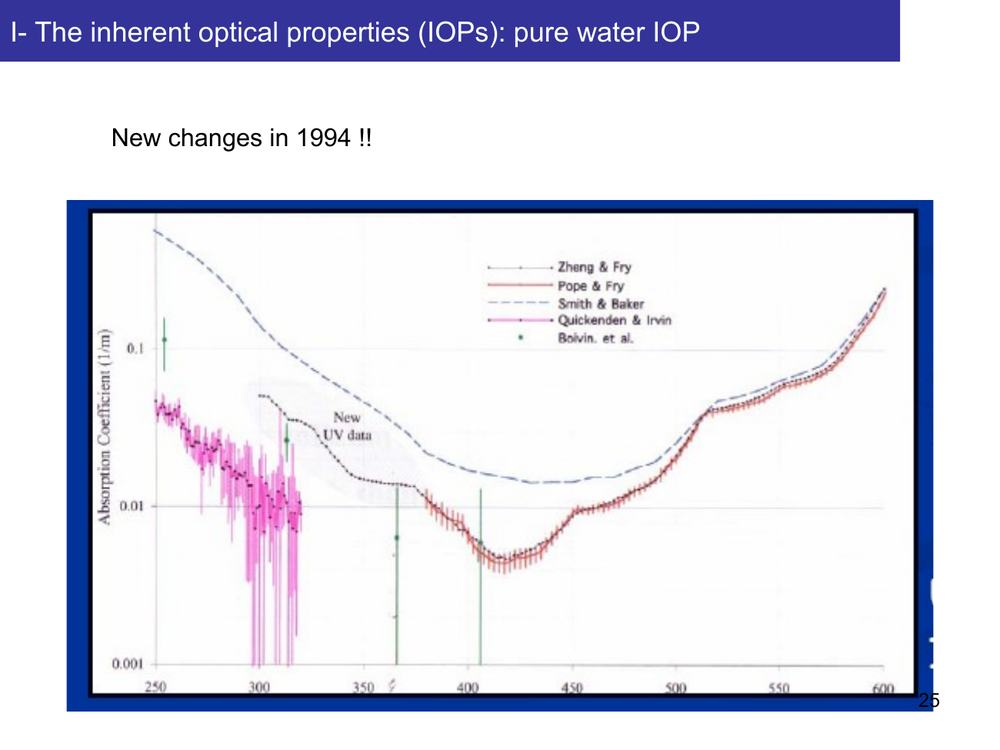 I- The inherent optical properties (IOPs): pure water IOP
New changes in 1994 !!
Zheng & Fry
Pope & Fry
Smith & Baker
Quickenden & Irvin
Boivin. et al.
Absorption Coefficient (1/m)
0.1
New
UV data
0.01
0.001
250 300 350 400 450 500 550 600
25